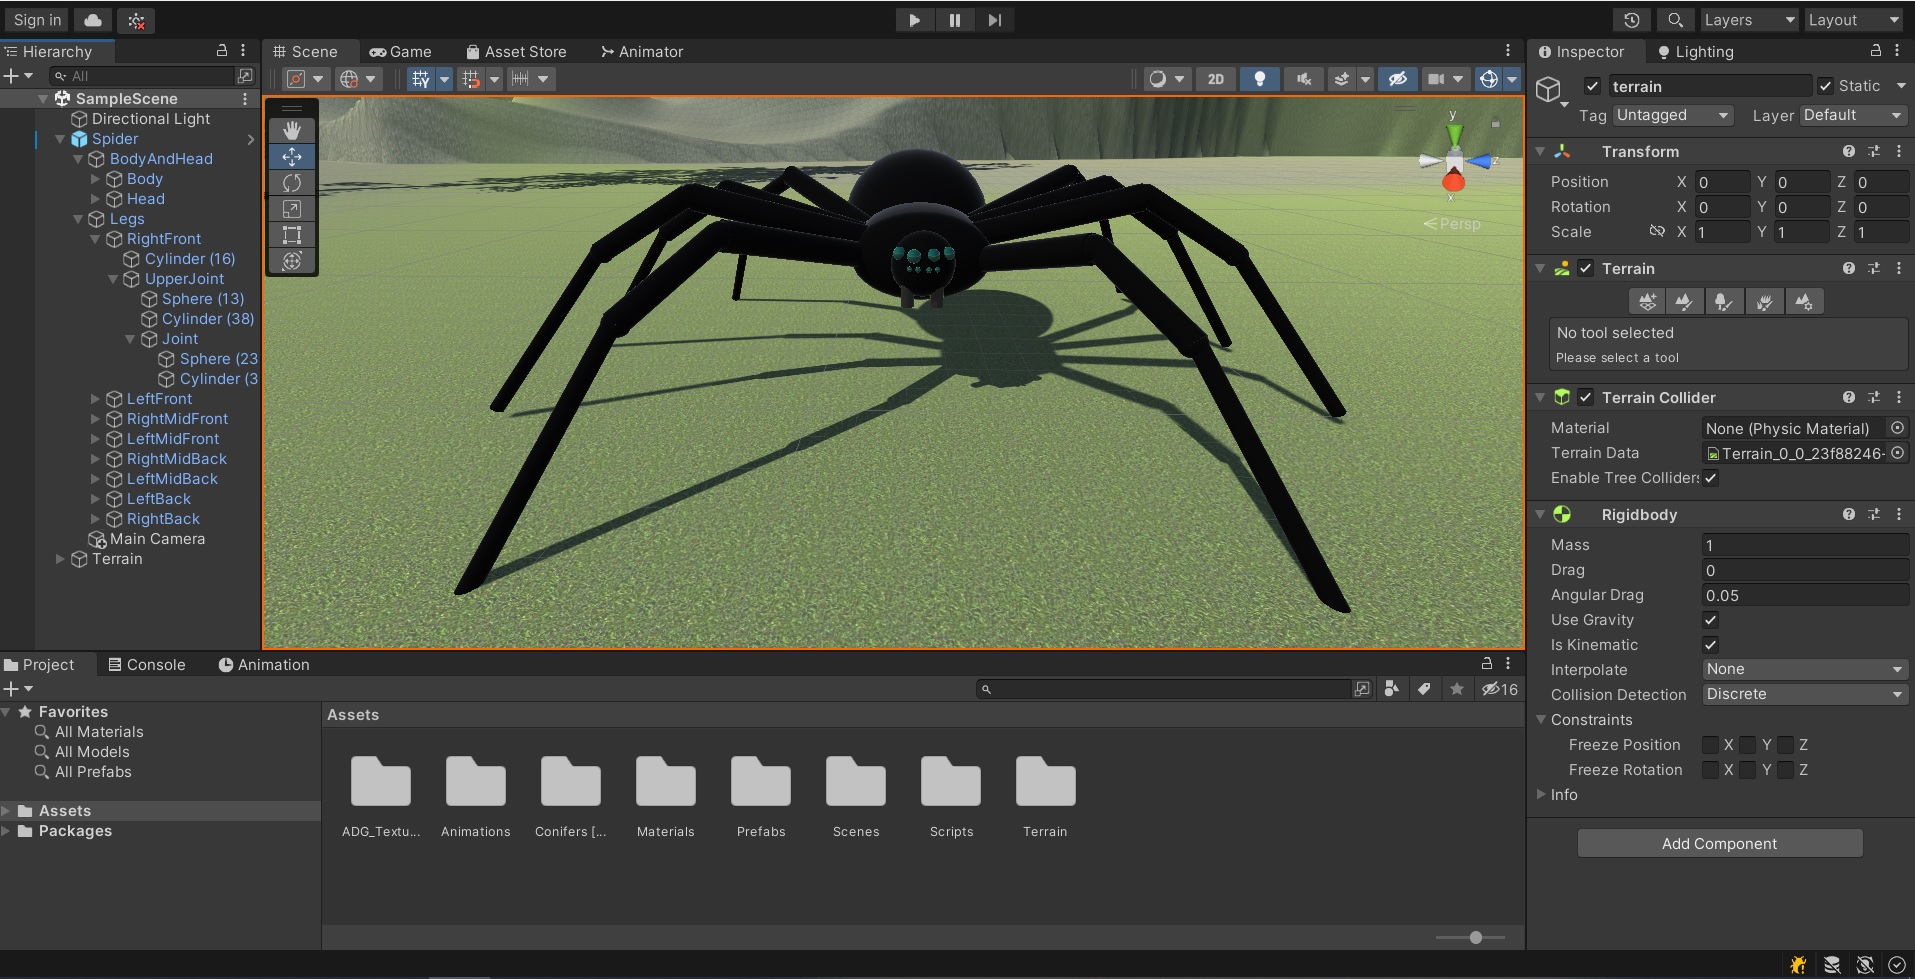 Sign in
Layers
Layout
Hierarchy
All
SampleScene
Directional Light
Spider
BodyAndHead
Body
Head
Legs
RightFront
Cylinder (16)
UpperJoint
Sphere (13)
Cylinder (38)
Joint
Sphere (23
Cylinder (3
LeftFront
RightMidFront
LeftMidFront
RightMidBack
LeftMidBack
LeftBack
RightBack
Main Camera
Terrain
Scene
Game
Asset Store
Animator
2D
y
z
x
Persp
Inspector
Lighting
terrain
Static
Tag
Untagged
Layer
Default
Transform
Position X 0 Y 0 Z 0
Rotation X 0 Y 0 Z 0
Scale X 1 Y 1 Z 1
Terrain
No tool selected
Please select a tool
Terrain Collider
Material None (Physic Material)
Terrain Data Terrain_0_0_23f88246-
Enable Tree Colliders
Rigidbody
Mass 1
Drag 0
Angular Drag 0.05
Use Gravity
Is Kinematic
Interpolate None
Collision Detection Discrete
Constraints
Freeze Position X Y Z
Freeze Rotation X Y Z
Info
Add Component
Project
Console
Animation
16
Favorites
All Materials
All Models
All Prefabs
Assets
Packages
Assets
ADG_Textu...
Animations
Conifers [...
Materials
Prefabs
Scenes
Scripts
Terrain